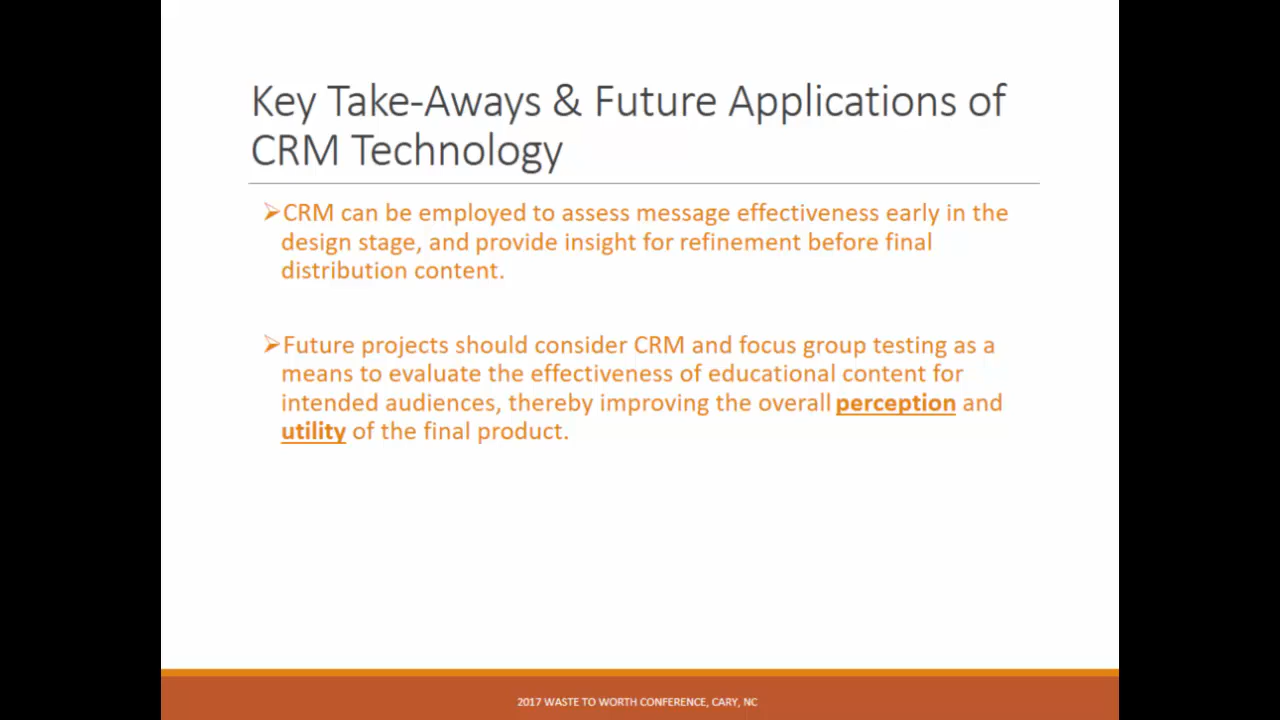 Key Take-Aways & Future Applications of
CRM Technology
➢CRM can be employed to assess message effectiveness early in the
design stage, and provide insight for refinement before final
distribution content.
➢Future projects should consider CRM and focus group testing as a
means to evaluate the effectiveness of educational content for
intended audiences, thereby improving the overall perception and
utility of the final product.
2017 WASTE TO WORTH CONFERENCE, CARY, NC